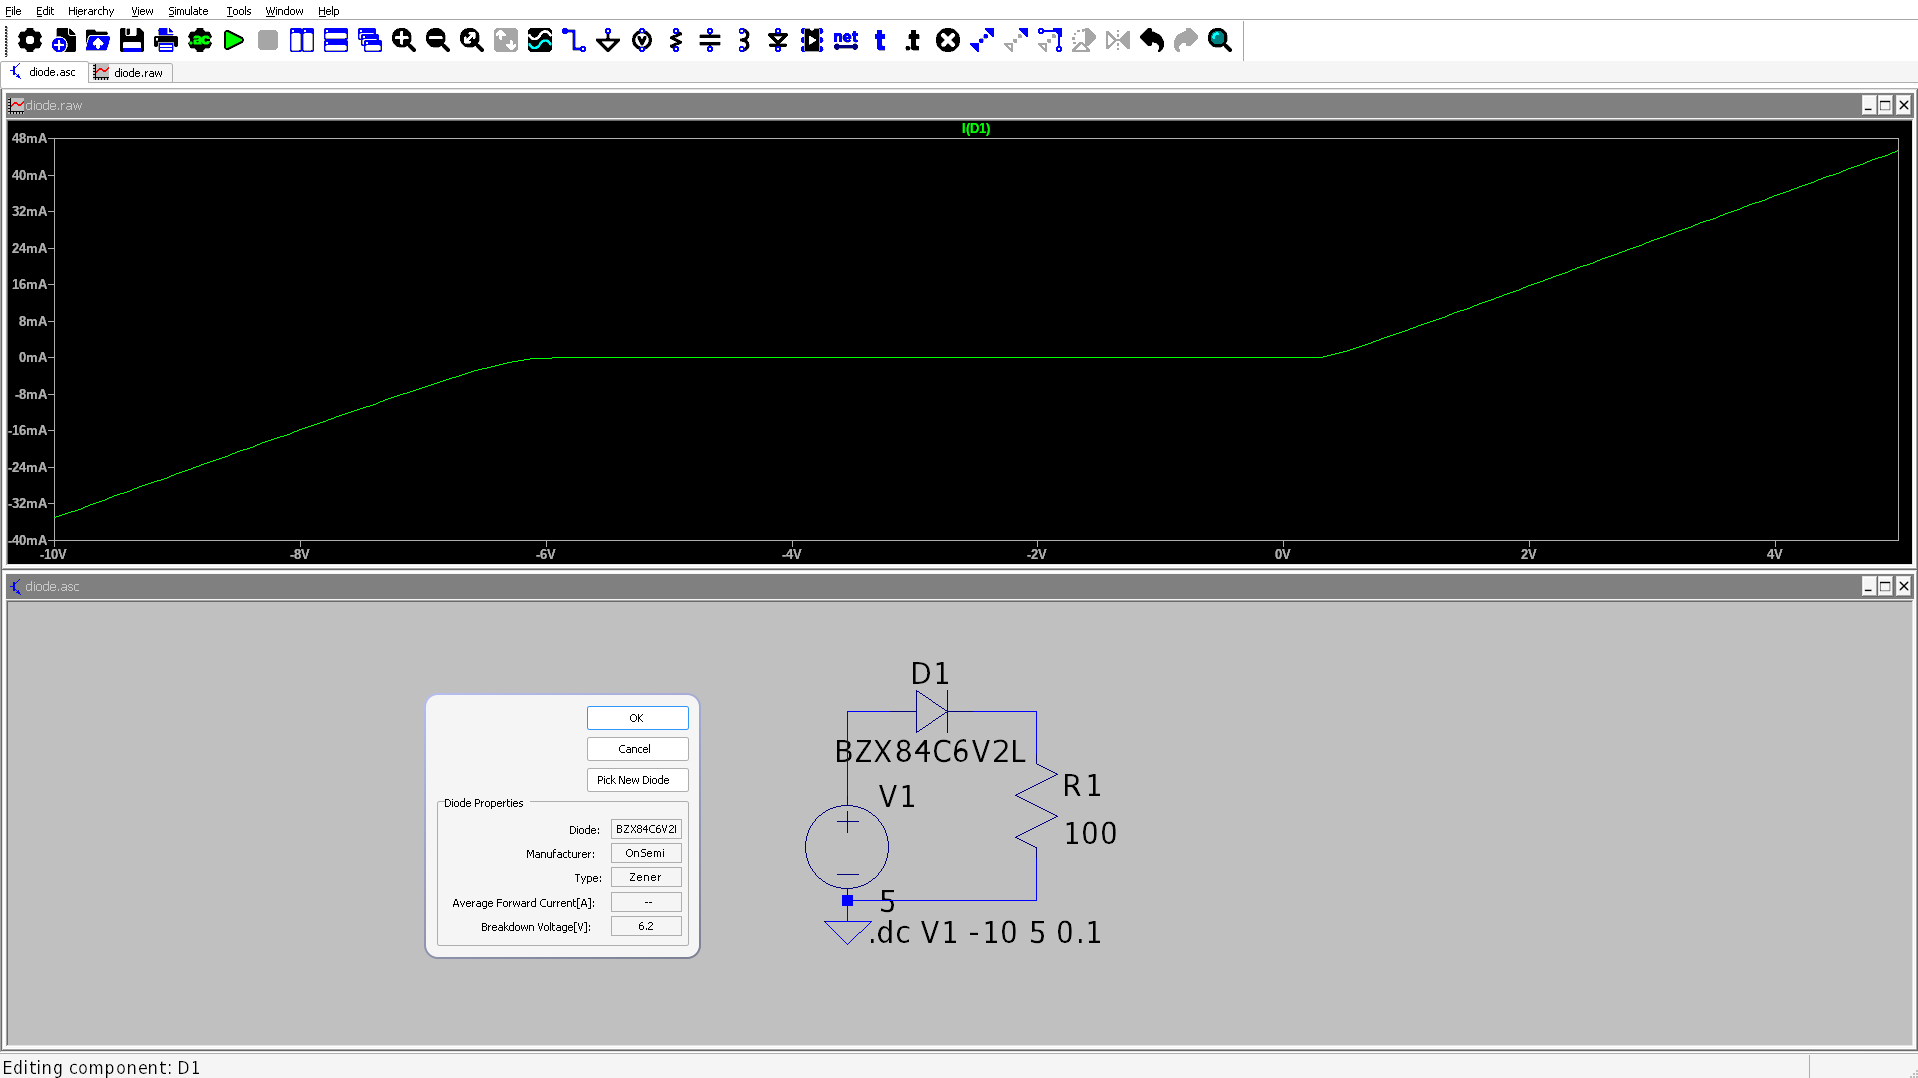 File Edit Hierarchy View Simulate Tools Window Help
.ac
net t .t
diode.asc diode.raw
diode.raw
I(D1)
48mA
40mA
32mA
24mA
16mA
8mA
0mA
-8mA
-16mA
-24mA
-32mA
-40mA
-10V -8V -6V -4V -2V 0V 2V 4V
diode.asc
OK
Cancel
Pick New Diode
Diode Properties
Diode: BZX84C6V2l
Manufacturer: OnSemi
Type: Zener
Average Forward Current[A]: --
Breakdown Voltage[V]: 6.2
D1
BZX84C6V2L
V1
R1
100
5
.dc V1 -10 5 0.1
Editing component: D1